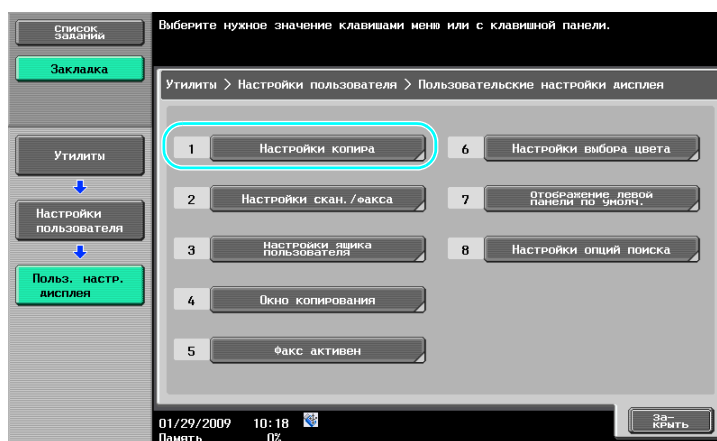 Список
заданий
Выберите нужное значение клавишами меню или с клавишной панели.
Закладка
Утилиты > Настройки пользователя > Пользовательские настройки дисплея
Утилиты
Настройки
пользователя
Польз. настр.
дисплея
1 Настройки копира
2 Настройки скан./факса
3 Настройки ящика
пользователя
4 Окно копирования
5 Факс активен
6 Настройки выбора цвета
7 Отображение левой
панели по умолч.
8 Настройки опций поиска
01/29/2009 10:18
Память 0%
За-
крыть